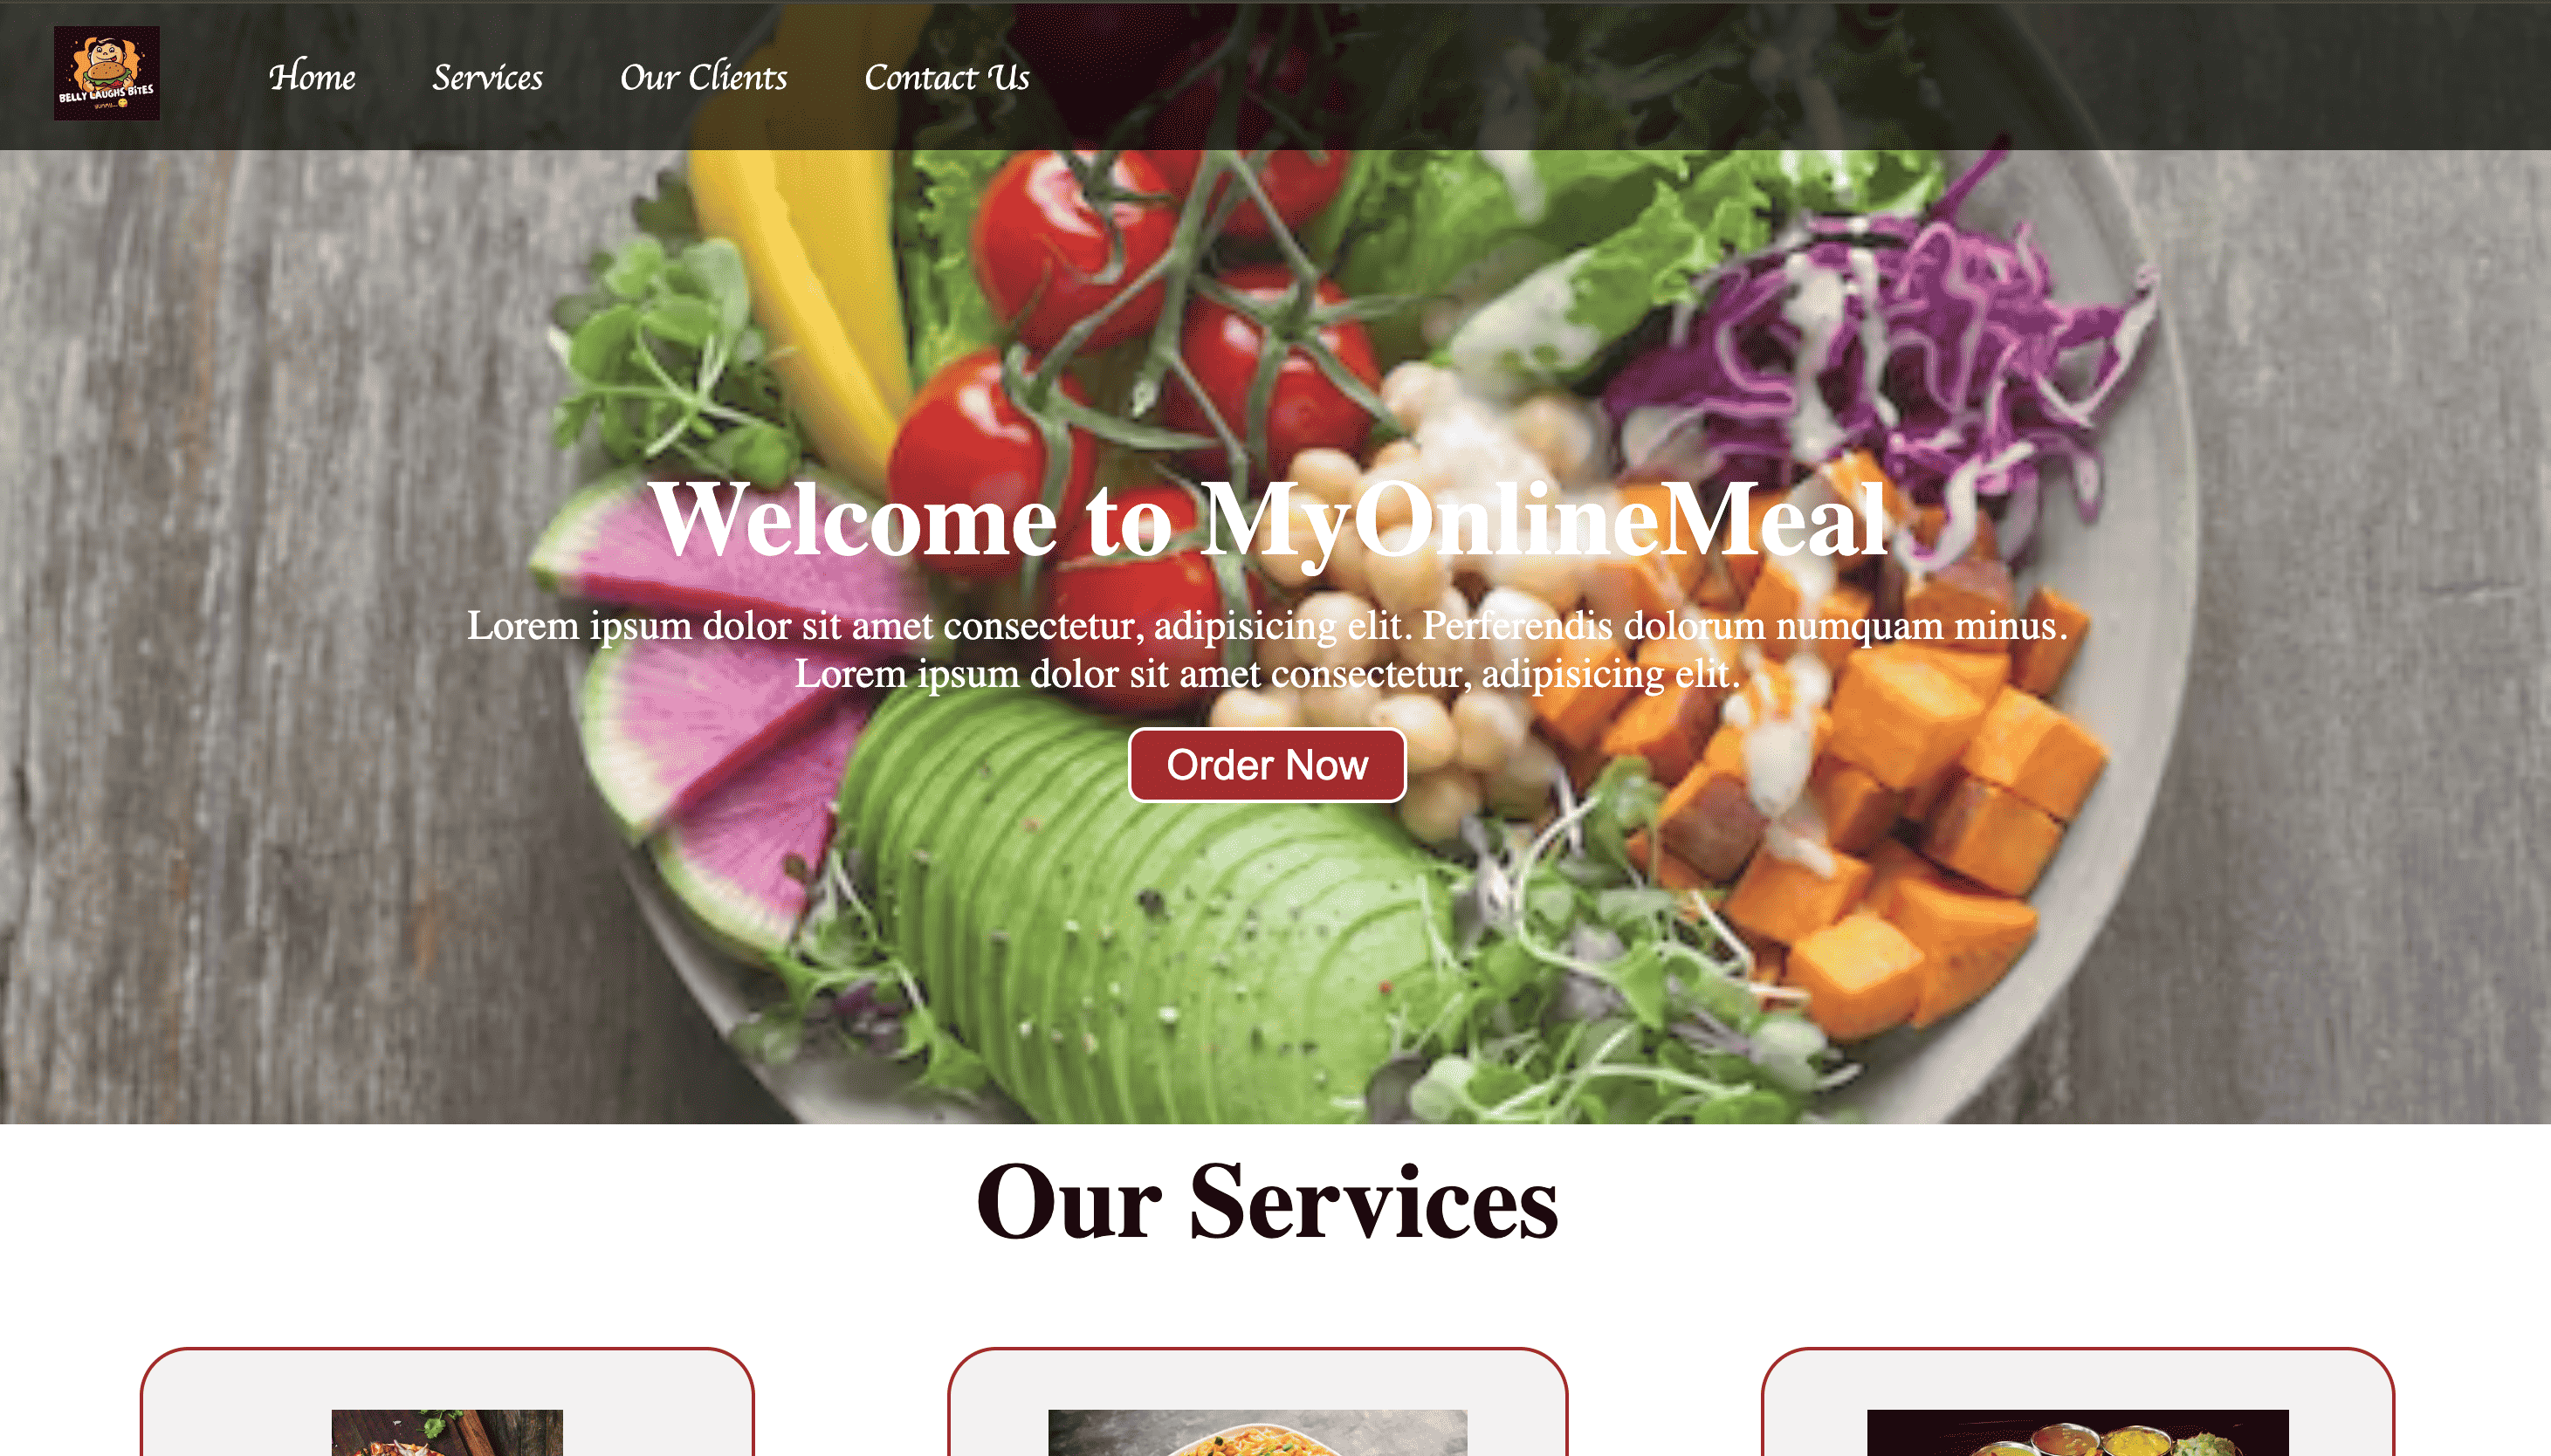 BELLY LAUGHS BITES
yummy...
Home Services Our Clients Contact Us
Welcome to MyOnlineMeal
Lorem ipsum dolor sit amet consectetur, adipisicing elit. Perferendis dolorum numquam minus.
Lorem ipsum dolor sit amet consectetur, adipisicing elit.
Order Now
Our Services